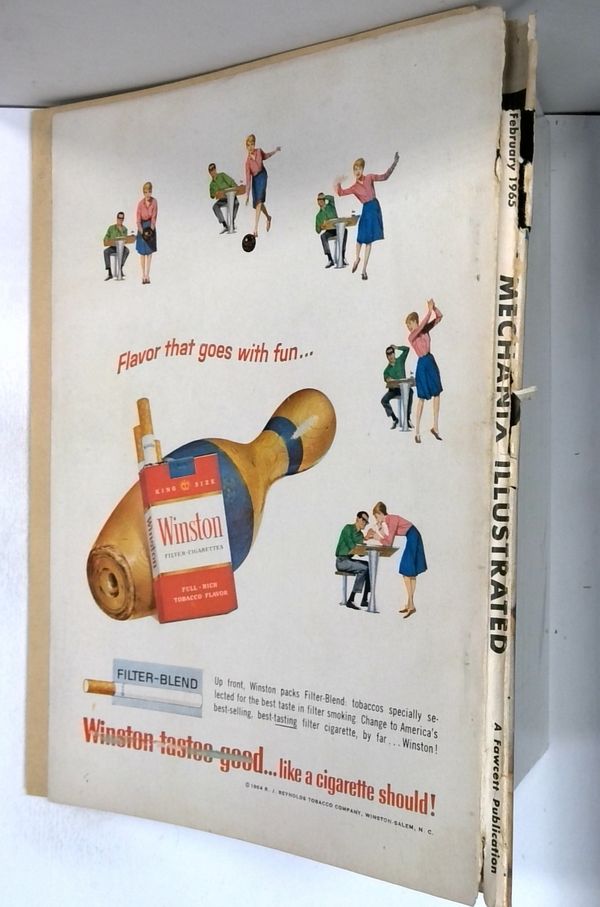 Flavor that goes with fun...
KING SIZE
Winston
Winston
FILTER-CIGARETTES
FULL-RICH
TOBACCO FLAVOR
FILTER-BLEND
Up front, Winston packs Filter-Blend: tobaccos specially se-
lected for the best taste in filter smoking. Change to America's
best-selling, best-tasting filter cigarette, by far... Winston!
Winston tastes good...like a cigarette should!
© 1964 R. J. REYNOLDS TOBACCO COMPANY, WINSTON-SALEM, N. C.
February 1965
MECHANIX ILLUSTRATED
A Fawcett Publication